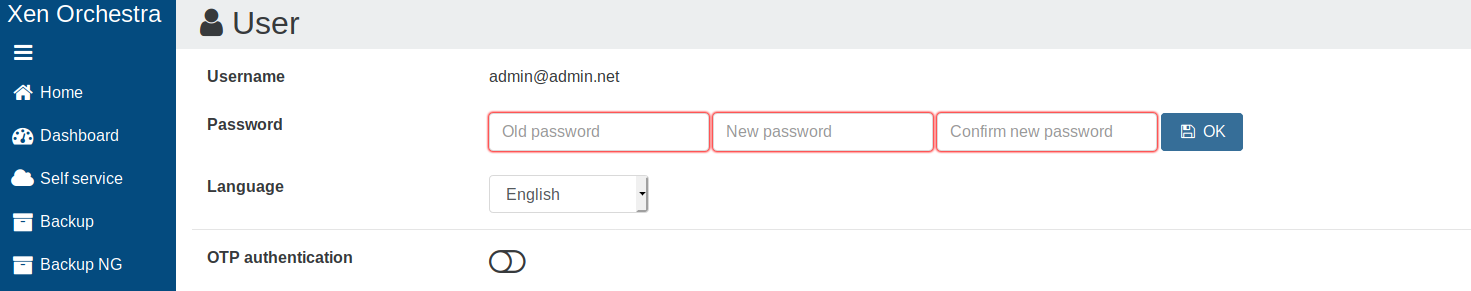 Xen Orchestra
User
Home
Dashboard
Self service
Backup
Backup NG
Username admin@admin.net
Password Old password New password Confirm new password OK
Language English
OTP authentication